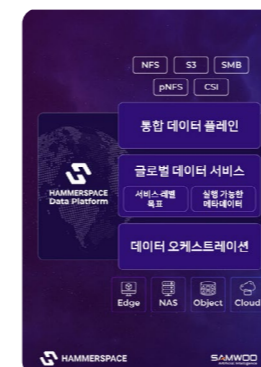 NFS S3 SMB
pNFS CSI
통합 데이터 플레인
글로벌 데이터 서비스
서비스-레벨 목표
실행 가능한 메타데이터
HAMMERSPACE
Data Platform
데이터 오케스트레이션
Edge NAS Object Cloud
HAMMERSPACE
SAMWOO